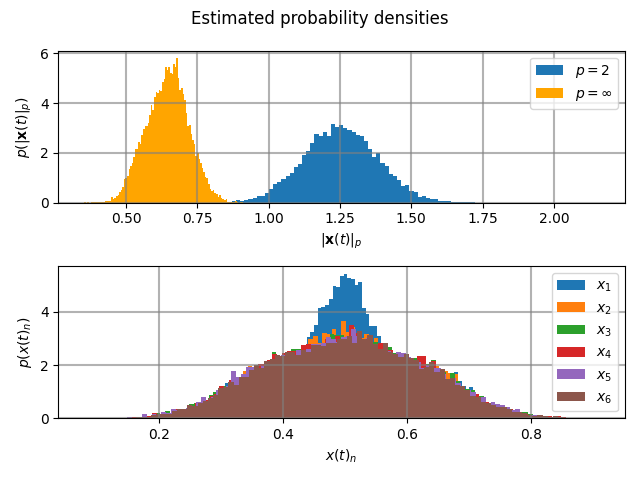 Estimated probability densities
p(|x(t)|ₚ)
6
4
2
0
p = 2
p = ∞
0.50 0.75 1.00 1.25 1.50 1.75 2.00
|x(t)|ₚ
p(x(t)ₙ)
4
2
0
x₁
x₂
x₃
x₄
x₅
x₆
0.2 0.4 0.6 0.8
x(t)ₙ